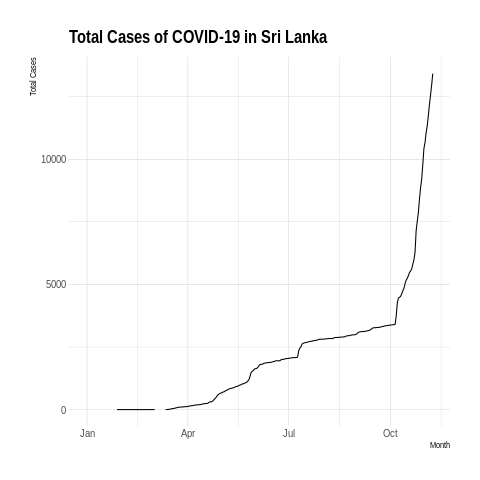 Total Cases of COVID-19 in Sri Lanka
Total Cases
10000
5000
0
Jan Apr Jul Oct
Month